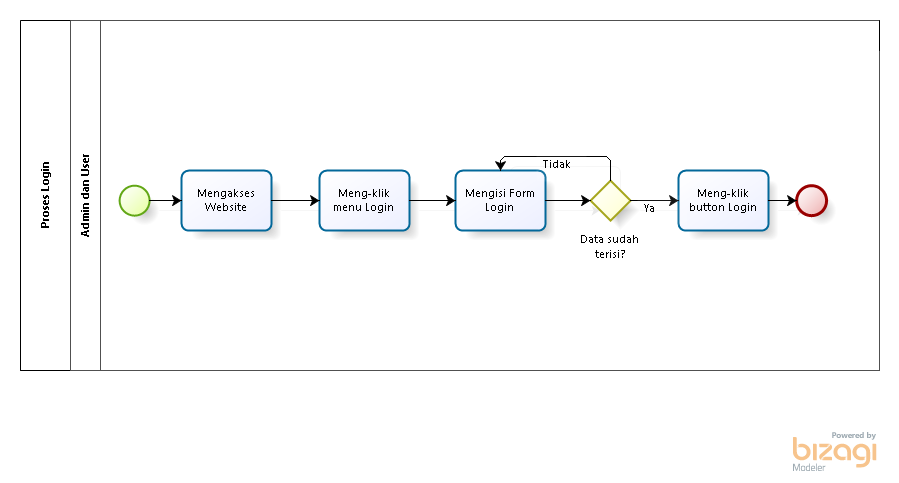 Proses Login
Admin dan User
Mengakses
Website
Meng-klik
menu Login
Mengisi Form
Login
Tidak
Data sudah
terisi?
Ya
Meng-klik
button Login
Powered by
bizagi
Modeler